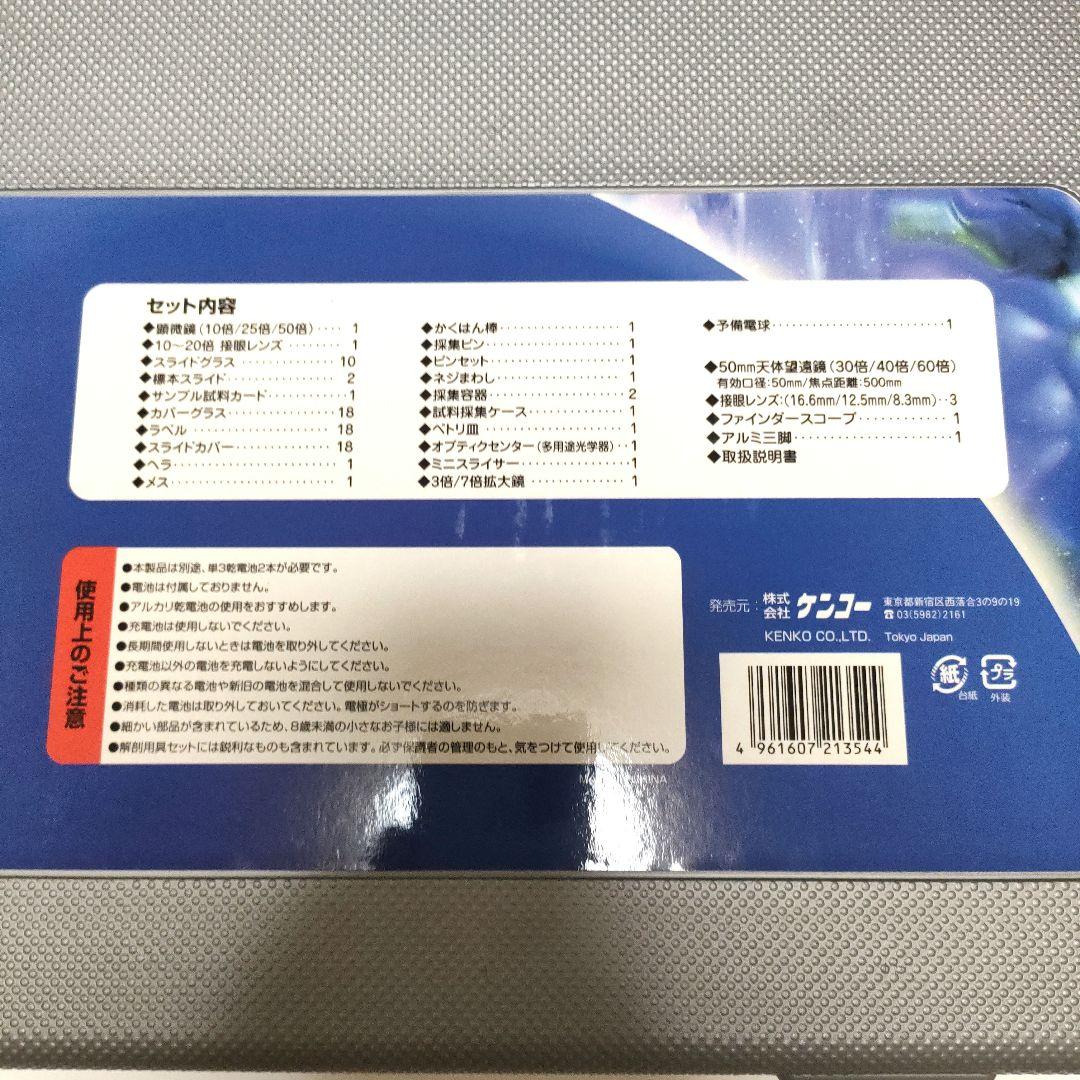 セット内容
◆顕微鏡(10倍/25倍/50倍)････ 1
◆10〜20倍 接眼レンズ ･･････ 1
◆スライドグラス ････････････ 10
◆標本スライド･･････････････ 2
◆サンプル試料カード･････････ 1
◆カバーグラス･･････････････ 18
◆ラベル ･･････････････････ 18
◆スライドカバー････････････ 18
◆ヘラ････････････････････ 1
◆メス････････････････････ 1
◆かくはん棒･･････････････ 1
◆採集ビン････････････････ 1
◆ピンセット･･････････････ 1
◆ネジまわし･･････････････ 1
◆採集容器････････････････ 2
◆試料採集ケース･･････････ 1
◆ペトリ皿 ･･･････････････ 1
◆オプティクセンター(多用途光学器)･･1
◆ミニスライサー････････････1
◆3倍/7倍拡大鏡 ････････････ 1
◆予備電球････････････････････1
◆50mm天体望遠鏡(30倍/40倍/60倍)
有効口径:50mm/焦点距離:500mm
◆接眼レンズ:(16.6mm/12.5mm/8.3mm)･･3
◆ファインダースコープ････････････1
◆アルミ三脚････････････････････1
◆取扱説明書
使用上のご注意
●本製品は別途、単3乾電池2本が必要です。
●電池は付属しておりません。
●アルカリ乾電池の使用をおすすめします。
●充電池は使用しないでください。
●長期間使用しないときは電池を取り外してください。
●充電池以外の電池を充電しないようにしてください。
●種類の異なる電池や新旧の電池を混合して使用しないでください。
●消耗した電池は取り外しておいてください。電極がショートするのを防ぎます。
●細かい部品が含まれているため、8歳未満の小さなお子様には適しません。
●解剖用具セットには鋭利なものも含まれています。必ず保護者の管理のもと、気をつけて使用してください。
発売元:株式会社 ケンコー 東京都新宿区西落合3の9の19
☎03(5982)2161
KENKO CO.,LTD. Tokyo Japan
4 961607 213544
紙
台紙
プラ
外装